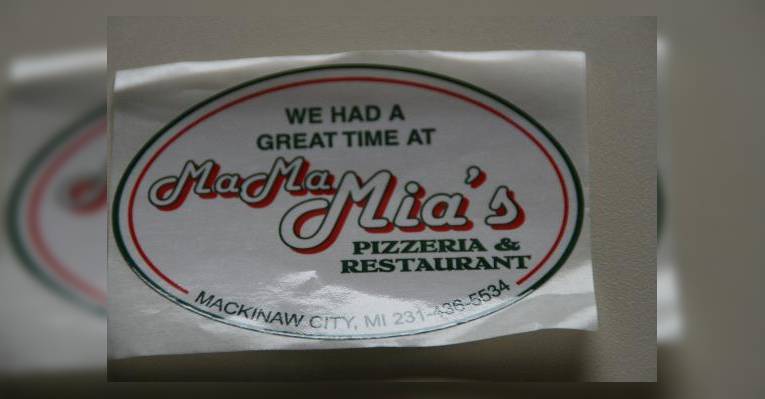 WE HAD A
GREAT TIME AT
MaMa Mia's
PIZZERIA &
RESTAURANT
MACKINAW CITY, MI 231-436-5534